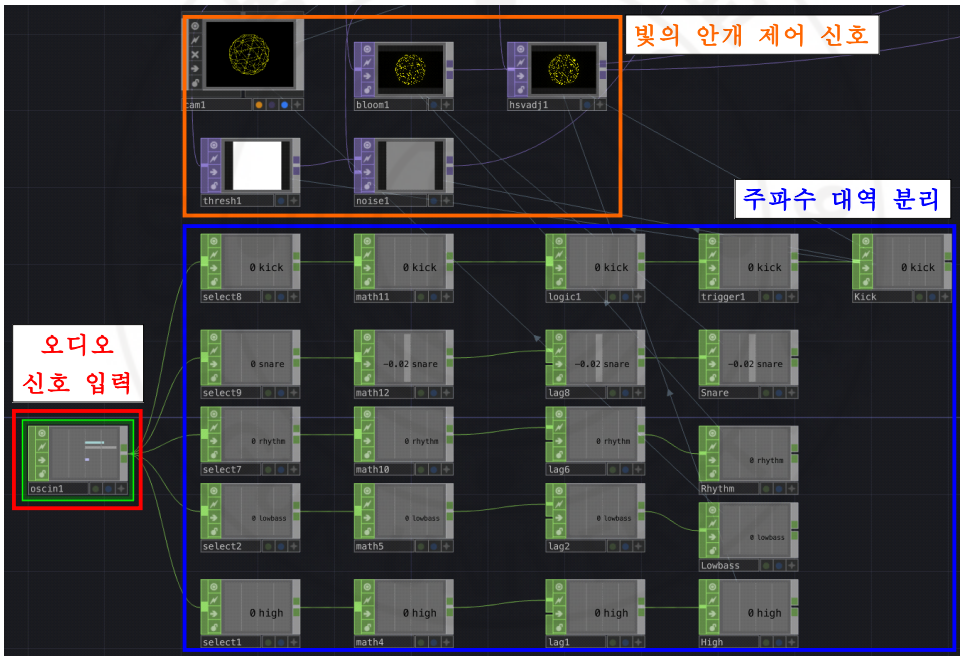 빛의 안개 제어 신호
cam1
bloom1
hsvadj1
thresh1
noise1
주파수 대역 분리
0 kick
0 kick
0 kick
0 kick
0 kick
select8
math11
logic1
trigger1
Kick
오디오
신호 입력
0 snare
-0.02 snare
-0.02 snare
-0.02 snare
select9
math12
lag8
Snare
0 rhythm
0 rhythm
0 rhythm
0 rhythm
select7
math10
lag6
Rhythm
oscin1
0 lowbass
0 lowbass
0 lowbass
0 lowbass
select2
math5
lag2
Lowbass
0 high
0 high
0 high
0 high
select1
math4
lag1
High